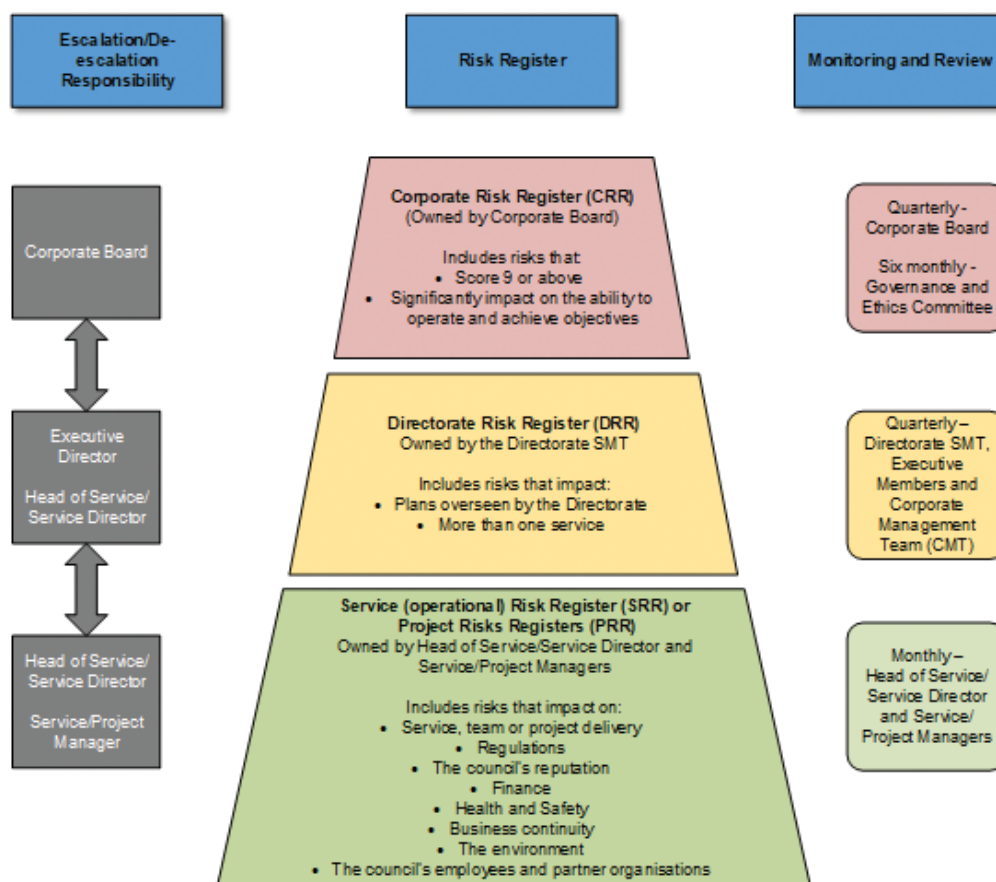 Escalation/De-
escalation
Responsibility
Risk Register
Monitoring and Review
Corporate Board
Corporate Risk Register (CRR)
(Owned by Corporate Board)
Includes risks that:
• Score 9 or above
• Significantly impact on the ability to
operate and achieve objectives
Quarterly -
Corporate Board
Six monthly -
Governance and
Ethics Committee
Executive
Director
Head of Service/
Service Director
Directorate Risk Register (DRR)
Owned by the Directorate SMT
Includes risks that impact:
• Plans overseen by the Directorate
• More than one service
Quarterly –
Directorate SMT,
Executive
Members and
Corporate
Management
Team (CMT)
Head of Service/
Service Director
Service/Project
Manager
Service (operational) Risk Register (SRR) or
Project Risks Registers (PRR)
Owned by Head of Service/Service Director and
Service/Project Managers
Includes risks that impact on:
• Service, team or project delivery
• Regulations
• The council's reputation
• Finance
• Health and Safety
• Business continuity
• The environment
• The council's employees and partner organisations
Monthly –
Head of Service/
Service Director
and Service/
Project Managers